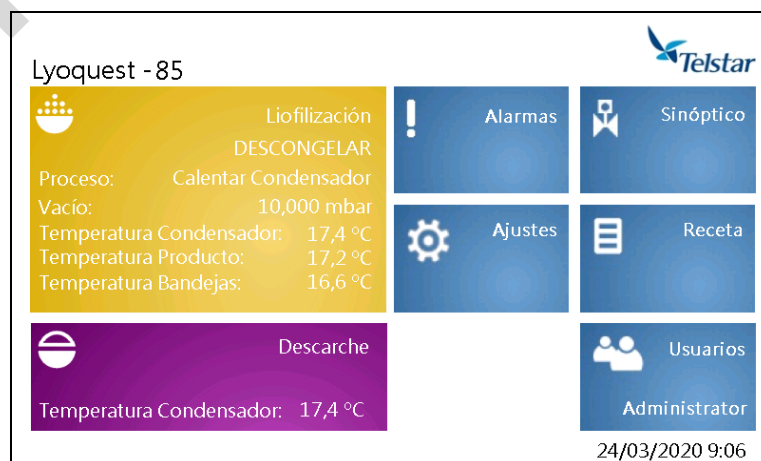 Telstar
Lyoquest - 85
Liofilización
DESCONGELAR
Proceso: Calentar Condensador
Vacío: 10,000 mbar
Temperatura Condensador: 17,4 °C
Temperatura Producto: 17,2 °C
Temperatura Bandejas: 16,6 °C
Alarmas
Sinóptico
Ajustes
Receta
Descarche
Temperatura Condensador: 17,4 °C
Usuarios
Administrator
24/03/2020 9:06